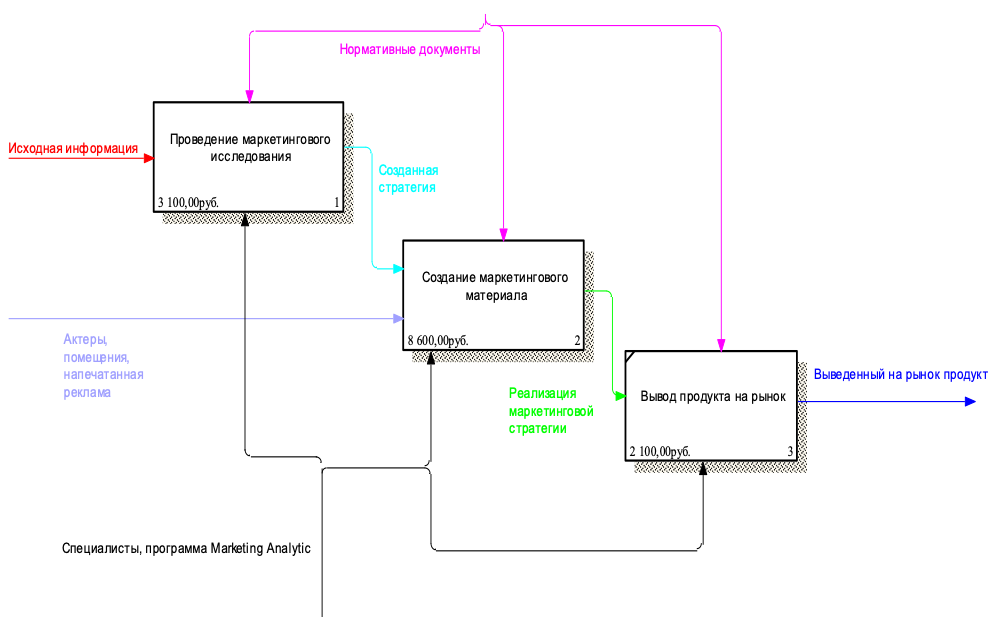 Нормативные документы
Исходная информация
Проведение маркетингового
исследования
3 100,00руб.
1
Созданная
стратегия
Создание маркетингового
материала
8 600,00руб.
2
Актеры,
помещения,
напечатанная
реклама
Реализация
маркетинговой
стратегии
Вывод продукта на рынок
2 100,00руб.
3
Выведенный на рынок продукт
Специалисты, программа Marketing Analytic